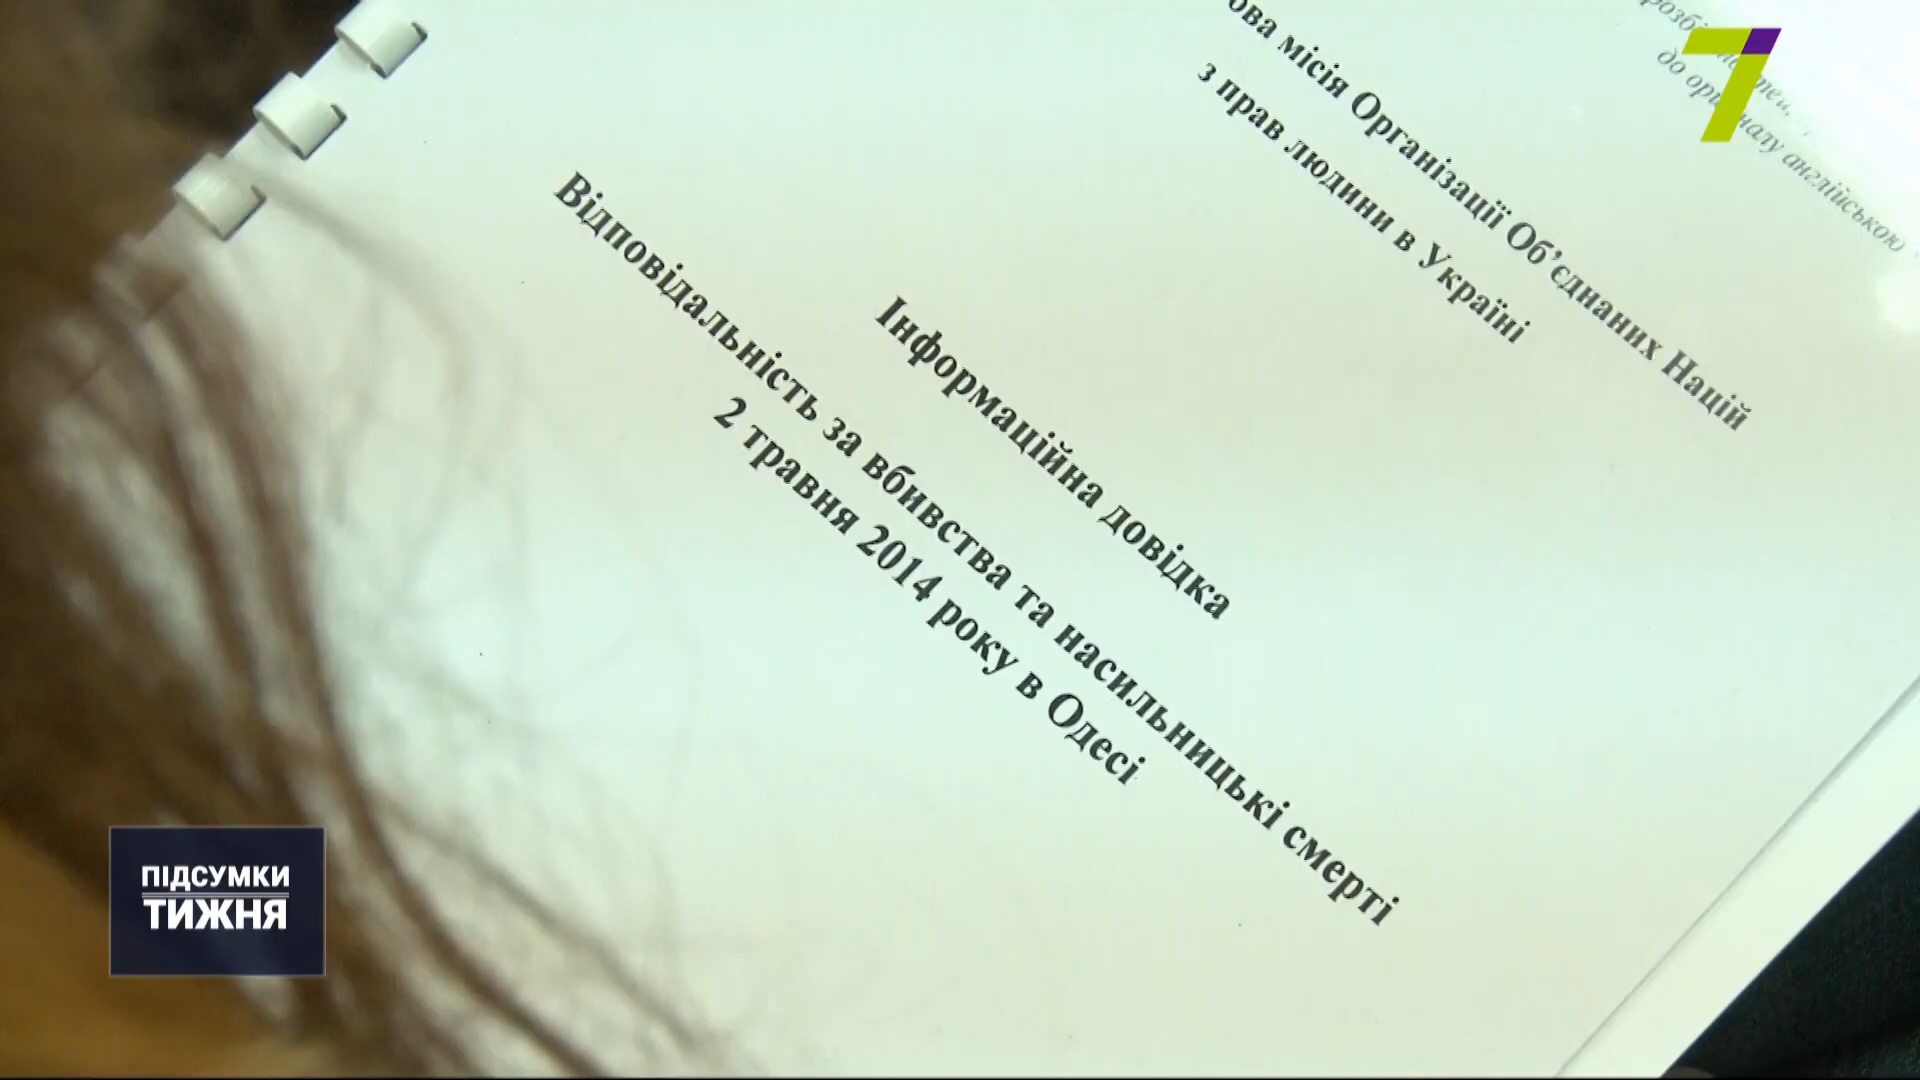 до оригіналу англійською
ова місія Організації Об’єднаних Націй
з прав людини в Україні
Інформаційна довідка
Відповідальність за вбивства та насильницькі смерті
2 травня 2014 року в Одесі
7
ПІДСУМКИ
ТИЖНЯ